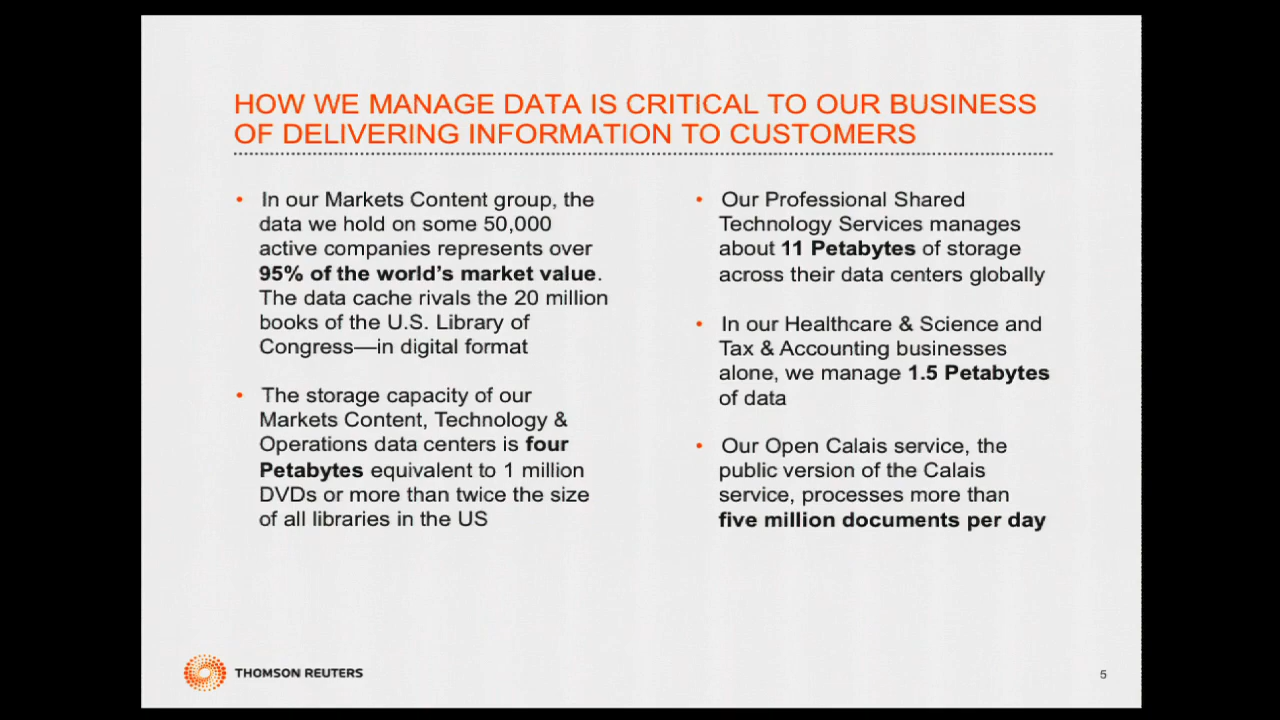 HOW WE MANAGE DATA IS CRITICAL TO OUR BUSINESS
OF DELIVERING INFORMATION TO CUSTOMERS
• In our Markets Content group, the
data we hold on some 50,000
active companies represents over
95% of the world's market value.
The data cache rivals the 20 million
books of the U.S. Library of
Congress—in digital format
• The storage capacity of our
Markets Content, Technology &
Operations data centers is four
Petabytes equivalent to 1 million
DVDs or more than twice the size
of all libraries in the US
• Our Professional Shared
Technology Services manages
about 11 Petabytes of storage
across their data centers globally
• In our Healthcare & Science and
Tax & Accounting businesses
alone, we manage 1.5 Petabytes
of data
• Our Open Calais service, the
public version of the Calais
service, processes more than
five million documents per day
THOMSON REUTERS
5